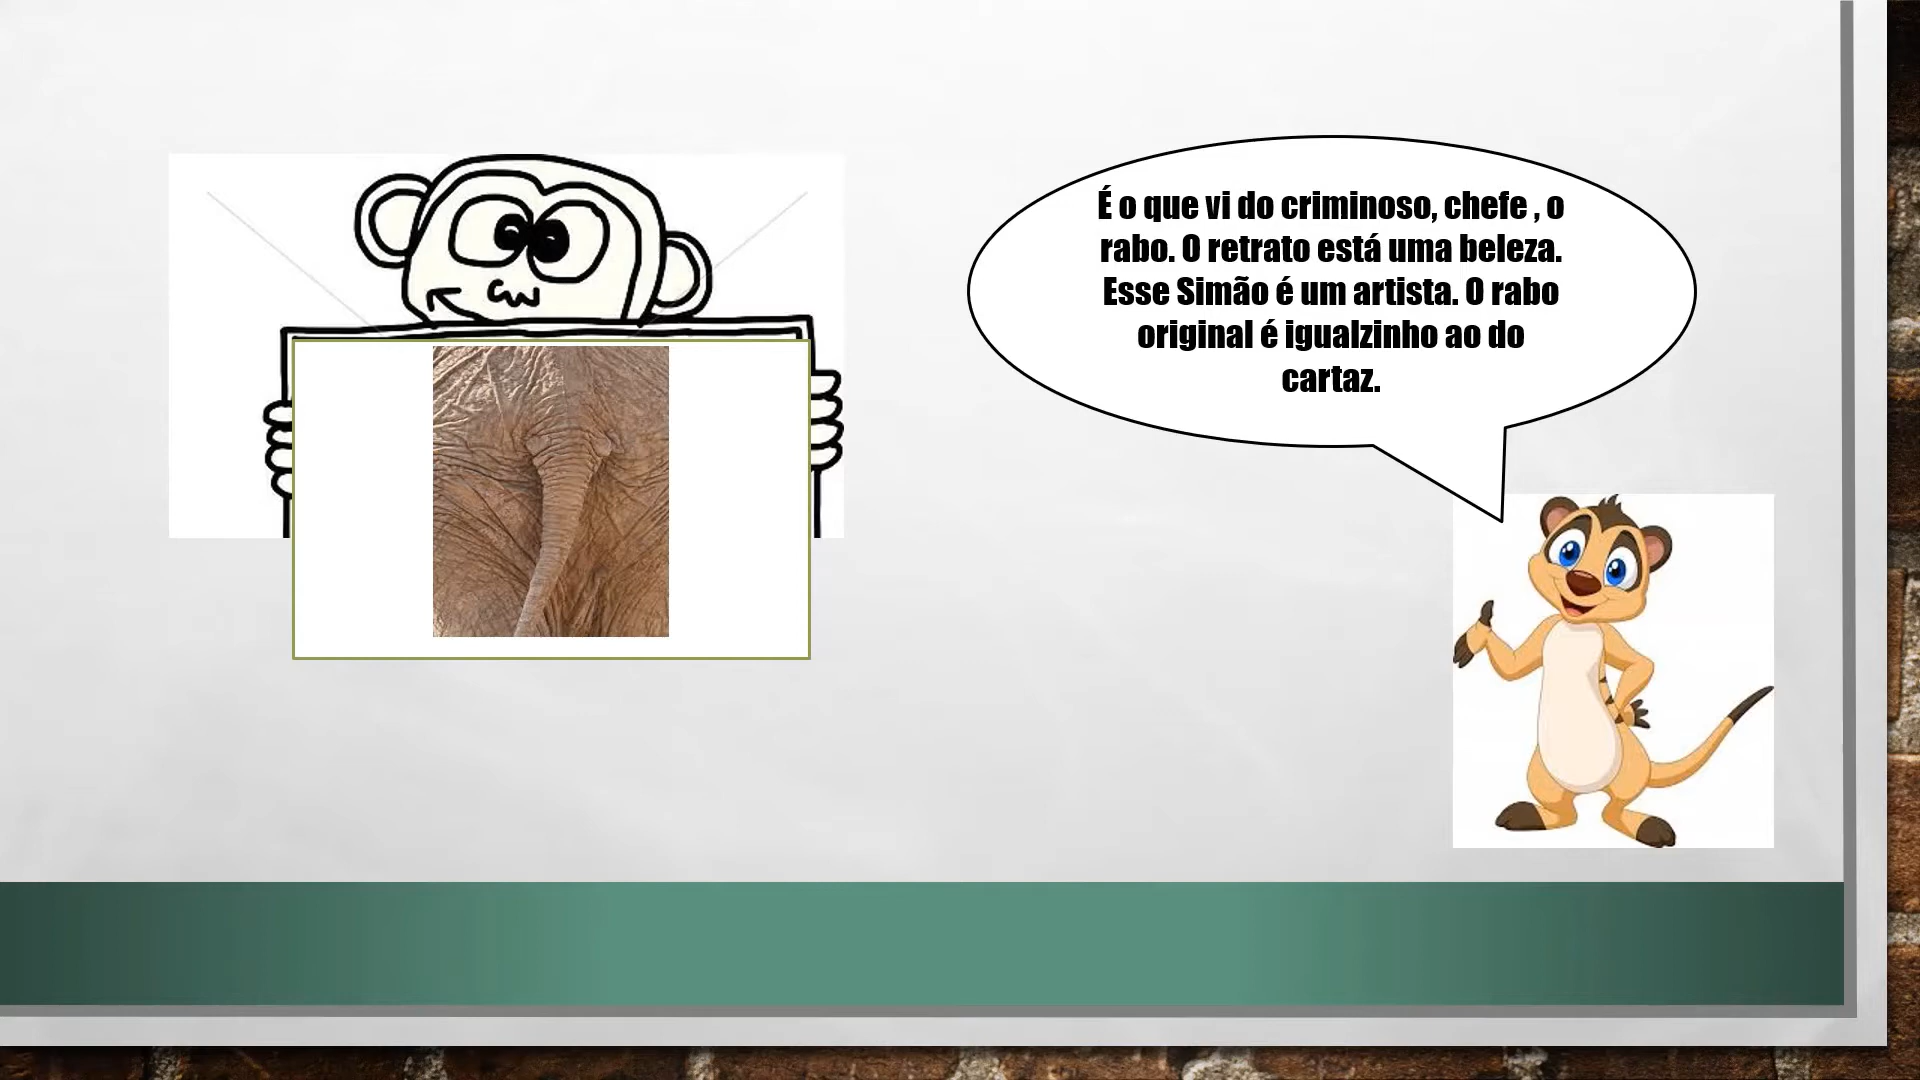 É o que vi do criminoso, chefe , o
rabo. O retrato está uma beleza.
Esse Simão é um artista. O rabo
original é igualzinho ao do
cartaz.